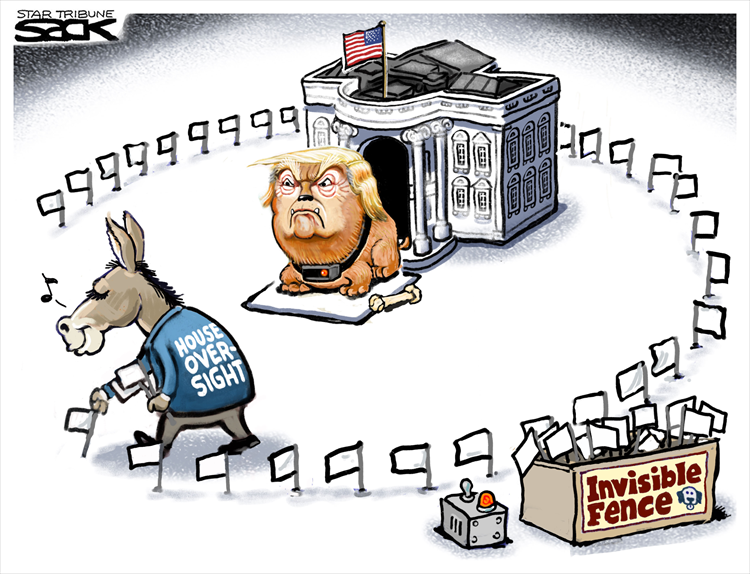 STAR TRIBUNE
SACK
HOUSE
OVER-
SIGHT
Invisible
Fence